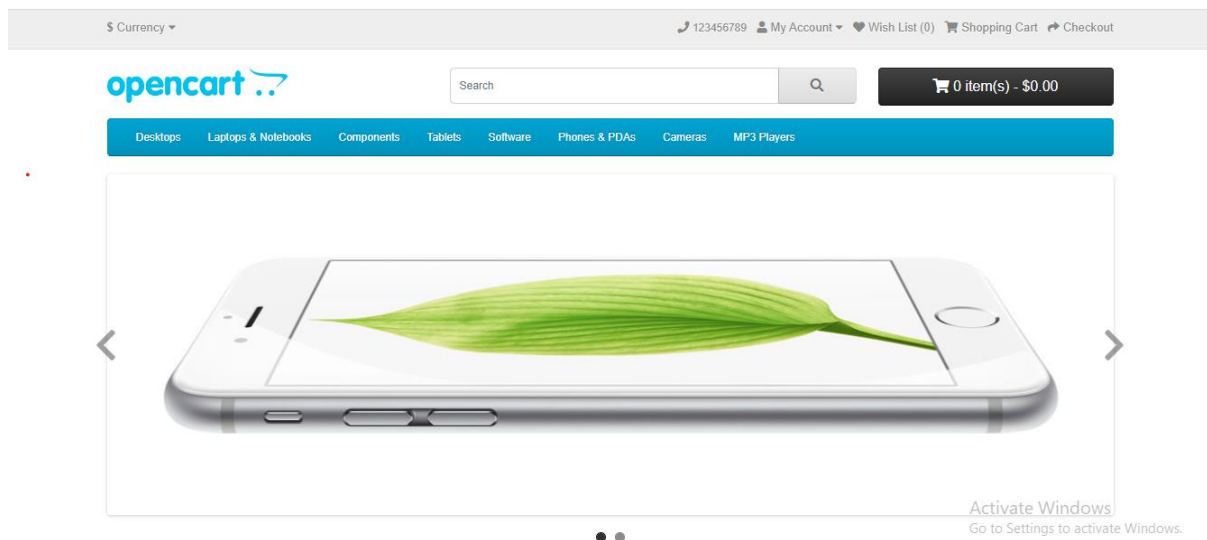 $ Currency
123456789 My Account Wish List (0) Shopping Cart Checkout
opencart
Search
0 item(s) - $0.00
Desktops Laptops & Notebooks Components Tablets Software Phones & PDAs Cameras MP3 Players
Activate Windows
Go to Settings to activate Windows.